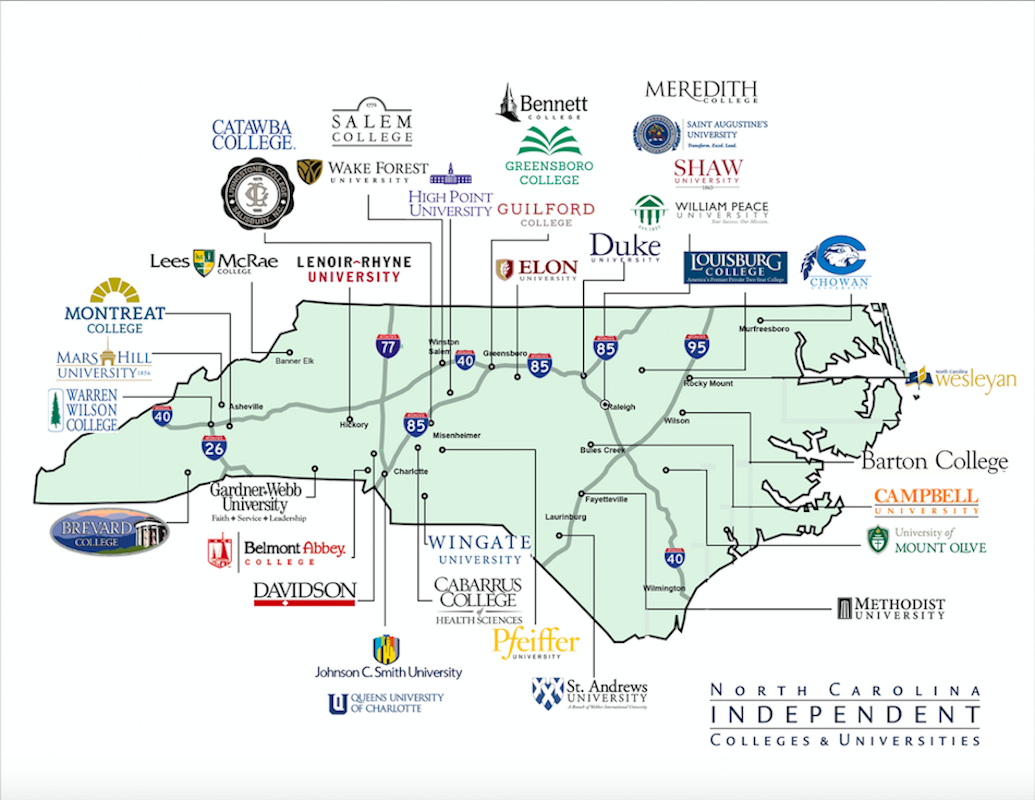 MEREDITH
COLLEGE
Bennett
COLLEGE
1772
SALEM
COLLEGE
CATAWBA
COLLEGE
SAINT AUGUSTINE'S
UNIVERSITY
Transform. Excel. Lead.
GREENSBORO
COLLEGE
LIVINGSTONE COLLEGE
SALISBURY, N.C.
WAKE FOREST
UNIVERSITY
SHAW
UNIVERSITY
HIGH POINT
UNIVERSITY
GUILFORD
COLLEGE
WILLIAM PEACE
UNIVERSITY
Your Success. Our Mission.
Duke
UNIVERSITY
Lees McRae
COLLEGE
LENOIR~RHYNE
UNIVERSITY
ELON
UNIVERSITY
LOUISBURG
COLLEGE
America's Premier Private Two-Year College
CHOWAN
UNIVERSITY
MONTREAT
COLLEGE
MARS HILL
UNIVERSITY 1856
WARREN
WILSON
COLLEGE
Murfreesboro
77
Winston
Salem
40
Greensboro
85
85
95
Banner Elk
Rocky Mount
North Carolina
wesleyan
40
Asheville
Hickory
85
Misenheimer
Raleigh
Wilson
26
Charlotte
Buies Creek
Barton College
Gardner-Webb
University
Faith Service Leadership
Fayetteville
CAMPBELL
UNIVERSITY
BREVARD
COLLEGE
Laurinburg
University of
MOUNT OLIVE
Belmont Abbey.
COLLEGE
WINGATE
UNIVERSITY
40
Wilmington
DAVIDSON
CABARRUS
COLLEGE
of
HEALTH SCIENCES
METHODIST
UNIVERSITY
Pfeiffer
UNIVERSITY
Johnson C. Smith University
St. Andrews
UNIVERSITY
A Branch of Webber International University
QUEENS UNIVERSITY
OF CHARLOTTE
NORTH CAROLINA
INDEPENDENT
COLLEGES & UNIVERSITIES